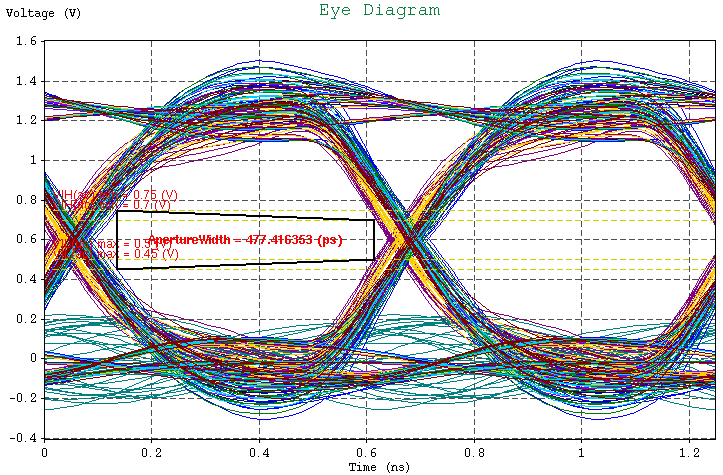 Eye Diagram
Voltage (V)
1.6
1.4
1.2
1
0.8
= 0.75 (V)
= 0.7 (V)
0.6
ApertureWidth = 477.416353 (ps)
max =
max = 0.45 (V)
0.4
0.2
0
-0.2
-0.4
0 0.2 0.4 0.6 0.8 1 1.2
Time (ns)